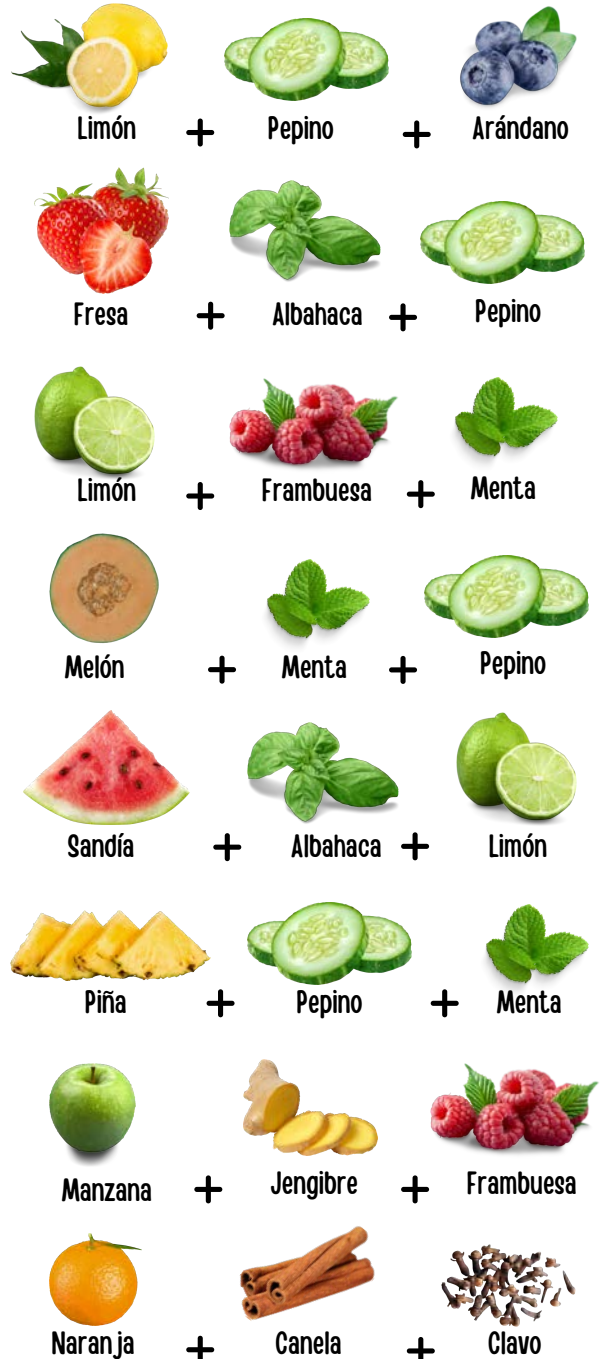 Limón + Pepino + Arándano
Fresa + Albahaca + Pepino
Limón + Frambuesa + Menta
Melón + Menta + Pepino
Sandía + Albahaca + Limón
Piña + Pepino + Menta
Manzana + Jengibre + Frambuesa
Naranja + Canela + Clavo